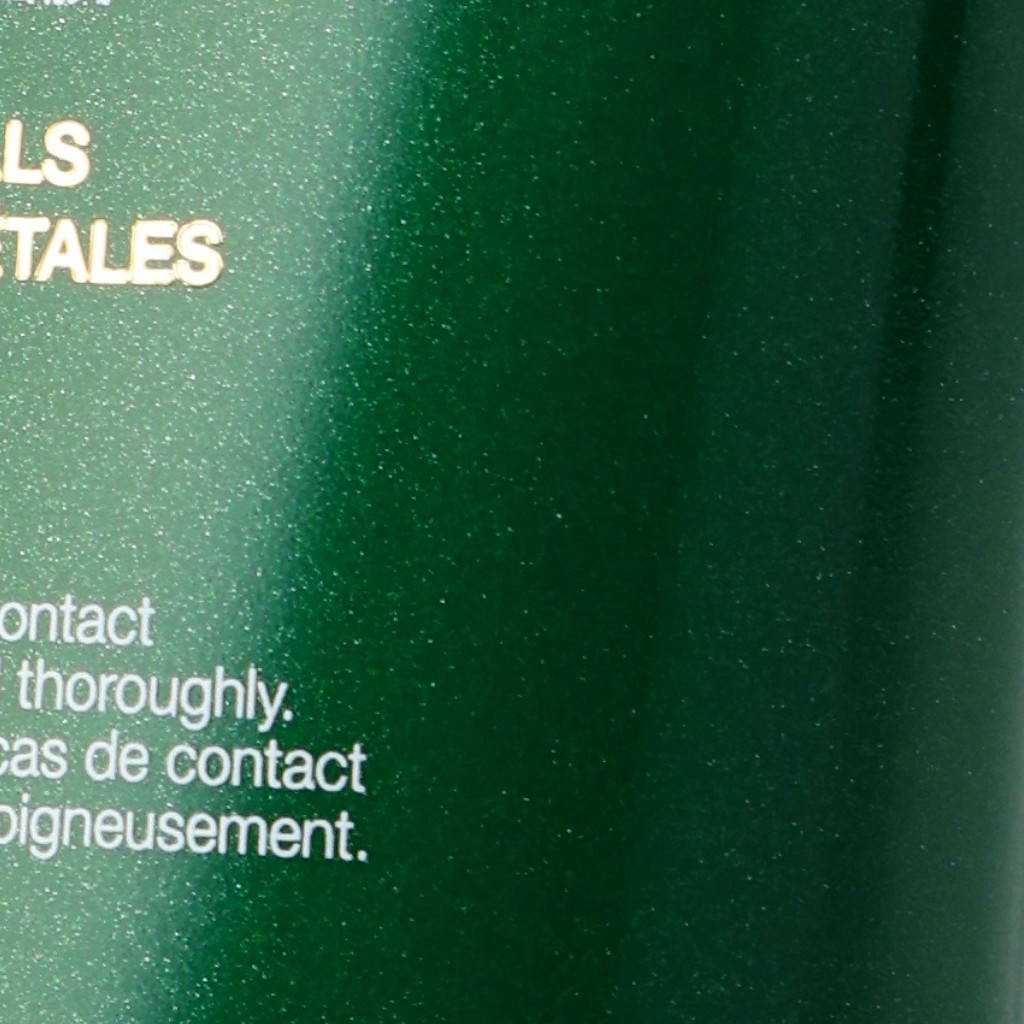 LS
TALES
ontact
thoroughly.
cas de contact
oigneusement.